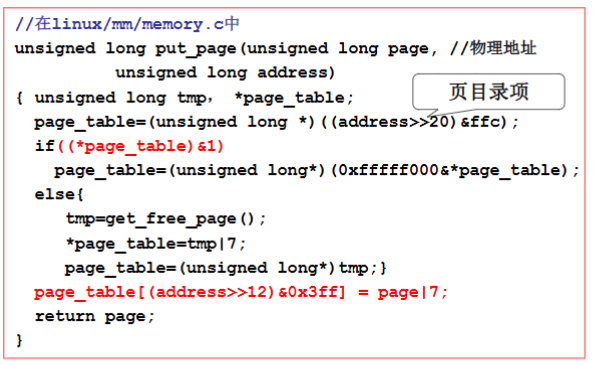 //在linux/mm/memory.c中
unsigned long put_page(unsigned long page, //物理地址
unsigned long address)
{ unsigned long tmp， *page_table;
页目录项
page_table=(unsigned long *)((address>>20)&ffc);
if((*page_table)&1)
page_table=(unsigned long*)(0xfffff000&*page_table);
else{
tmp=get_free_page();
*page_table=tmp|7;
page_table=(unsigned long*)tmp;}
page_table[(address>>12)&0x3ff] = page|7;
return page;
}